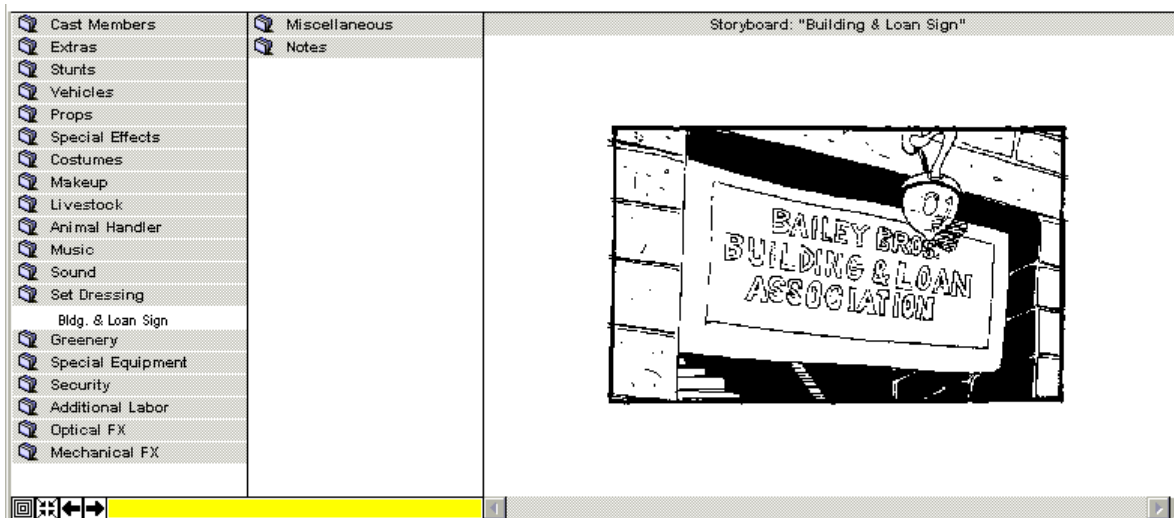 Cast Members
Extras
Stunts
Vehicles
Props
Special Effects
Costumes
Makeup
Livestock
Animal Handler
Music
Sound
Set Dressing
Bldg. & Loan Sign
Greenery
Special Equipment
Security
Additional Labor
Optical FX
Mechanical FX
Miscellaneous
Notes
Storyboard: "Building & Loan Sign"
BAILEY BROS.
BUILDING & LOAN
ASSOCIATION